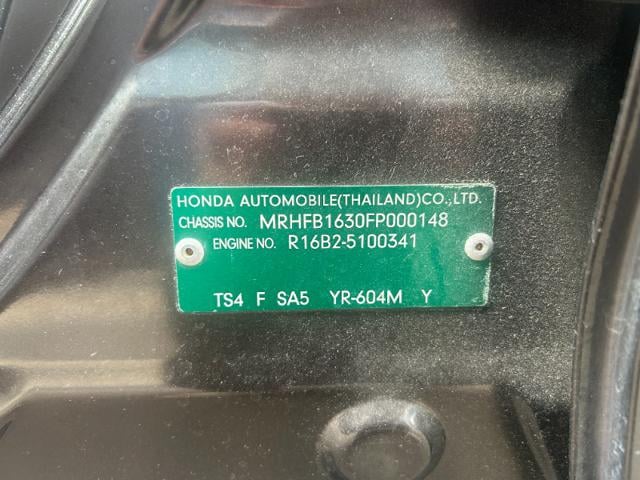 HONDA AUTOMOBILE(THAILAND)CO.,LTD.
CHASSIS NO. MRHFB1630FP000148
ENGINE NO. R16B2-5100341
TS4 F SA5 YR-604M Y